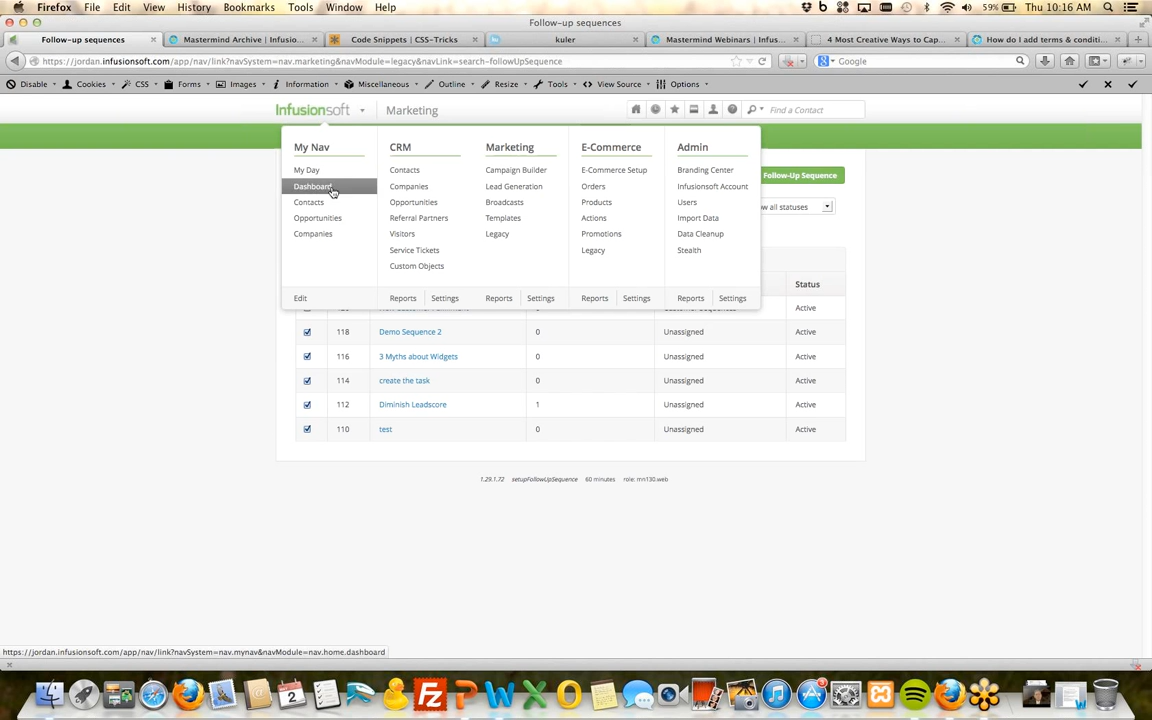 Firefox File Edit View History Bookmarks Tools Window Help 59% Thu 10:16 AM
Follow-up sequences
Follow-up sequences Mastermind Archive | Infusio... Code Snippets | CSS-Tricks kuler Mastermind Webinars | Infus... 4 Most Creative Ways to Cap... How do I add terms & conditi...
https://jordan.infusionsoft.com/app/nav/link?navSystem=nav.marketing&navModule=legacy&navLink=search-followUpSequence Google
Disable Cookies CSS Forms Images Information Miscellaneous Outline Resize Tools View Source Options
Infusionsoft Marketing Find a Contact
My Nav CRM Marketing E-Commerce Admin
My Day Contacts Campaign Builder E-Commerce Setup Branding Center Follow-Up Sequence
Dashboard Companies Lead Generation Orders Infusionsoft Account
Contacts Opportunities Broadcasts Products Users all statuses
Opportunities Referral Partners Templates Actions Import Data
Companies Visitors Legacy Promotions Data Cleanup
Service Tickets Legacy Stealth
Custom Objects
Status
Edit Reports Settings Reports Settings Reports Settings Reports Settings
Active
118 Demo Sequence 2 0 Unassigned Active
116 3 Myths about Widgets 0 Unassigned Active
114 create the task 0 Unassigned Active
112 Diminish Leadscore 1 Unassigned Active
110 test 0 Unassigned Active
1.29.1.72 setupFollowUpSequence 60 minutes role: mn130.web
https://jordan.infusionsoft.com/app/nav/link?navSystem=nav.mynav&navModule=nav.home.dashboard